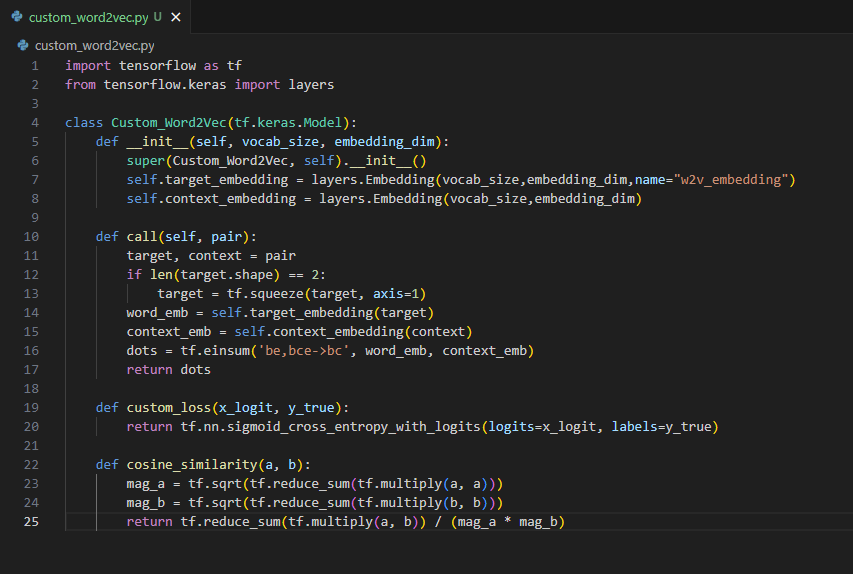 custom_word2vec.py U ×
custom_word2vec.py
1 import tensorflow as tf
2 from tensorflow.keras import layers
3
4 class Custom_Word2Vec(tf.keras.Model):
5     def __init__(self, vocab_size, embedding_dim):
6         super(Custom_Word2Vec, self).__init__()
7         self.target_embedding = layers.Embedding(vocab_size,embedding_dim,name="w2v_embedding")
8         self.context_embedding = layers.Embedding(vocab_size,embedding_dim)
9
10     def call(self, pair):
11         target, context = pair
12         if len(target.shape) == 2:
13             target = tf.squeeze(target, axis=1)
14         word_emb = self.target_embedding(target)
15         context_emb = self.context_embedding(context)
16         dots = tf.einsum('be,bce->bc', word_emb, context_emb)
17         return dots
18
19     def custom_loss(x_logit, y_true):
20         return tf.nn.sigmoid_cross_entropy_with_logits(logits=x_logit, labels=y_true)
21
22     def cosine_similarity(a, b):
23         mag_a = tf.sqrt(tf.reduce_sum(tf.multiply(a, a)))
24         mag_b = tf.sqrt(tf.reduce_sum(tf.multiply(b, b)))
25         return tf.reduce_sum(tf.multiply(a, b)) / (mag_a * mag_b)